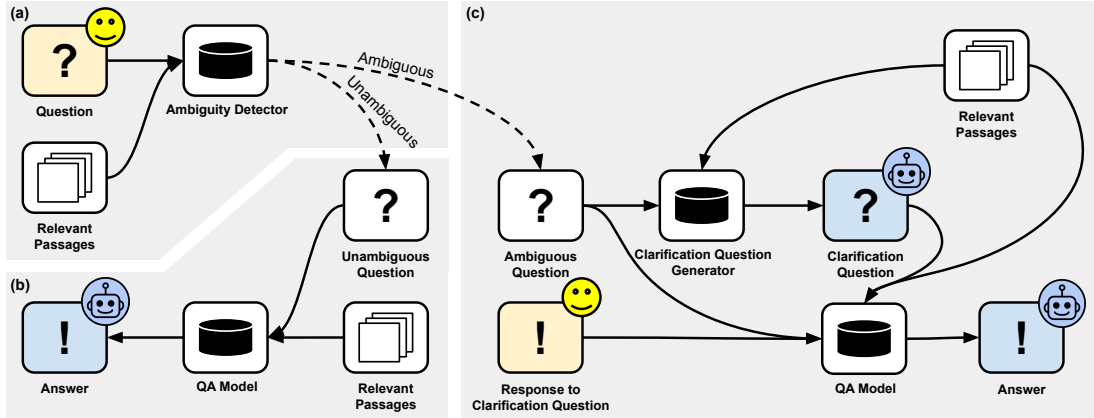 (a)
?
Question
Ambiguity Detector
Relevant
Passages
Ambiguous
Unambiguous
?
Unambiguous
Question
(b)
!
Answer
QA Model
Relevant
Passages
(c)
Relevant
Passages
?
Ambiguous
Question
Clarification Question
Generator
?
Clarification
Question
!
Response to
Clarification Question
QA Model
!
Answer